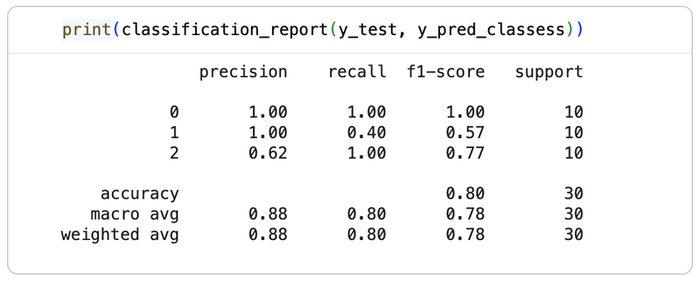 print(classification_report(y_test, y_pred_classess))
precision recall f1-score support
0 1.00 1.00 1.00 10
1 1.00 0.40 0.57 10
2 0.62 1.00 0.77 10
accuracy 0.80 30
macro avg 0.88 0.80 0.78 30
weighted avg 0.88 0.80 0.78 30